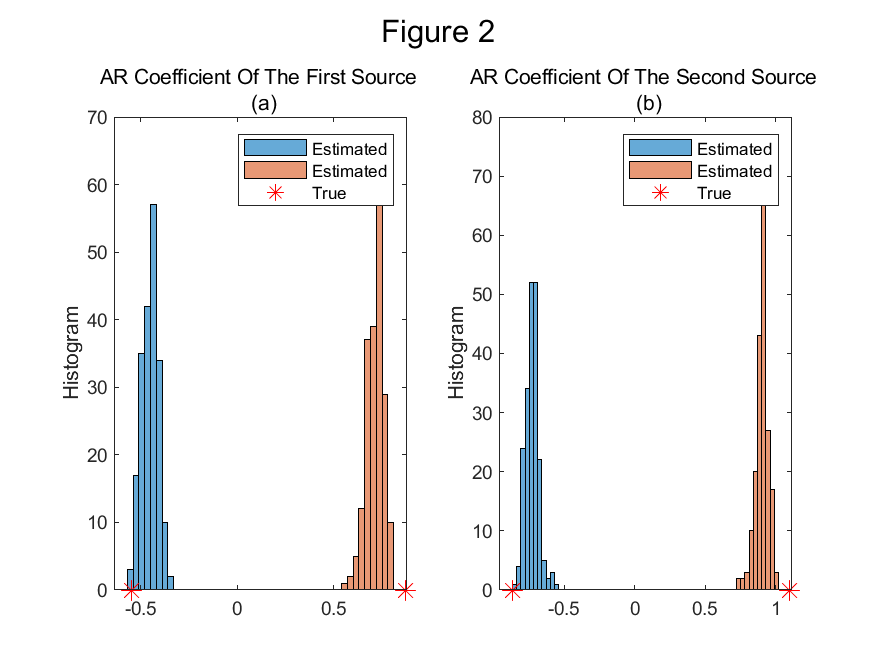 Figure 2
AR Coefficient Of The First Source
(a)
70
60
50
40
30
20
10
0
Histogram
-0.5
0
0.5
Estimated
Estimated
True
AR Coefficient Of The Second Source
(b)
80
70
60
50
40
30
20
10
0
Histogram
-0.5
0
0.5
1
Estimated
Estimated
True